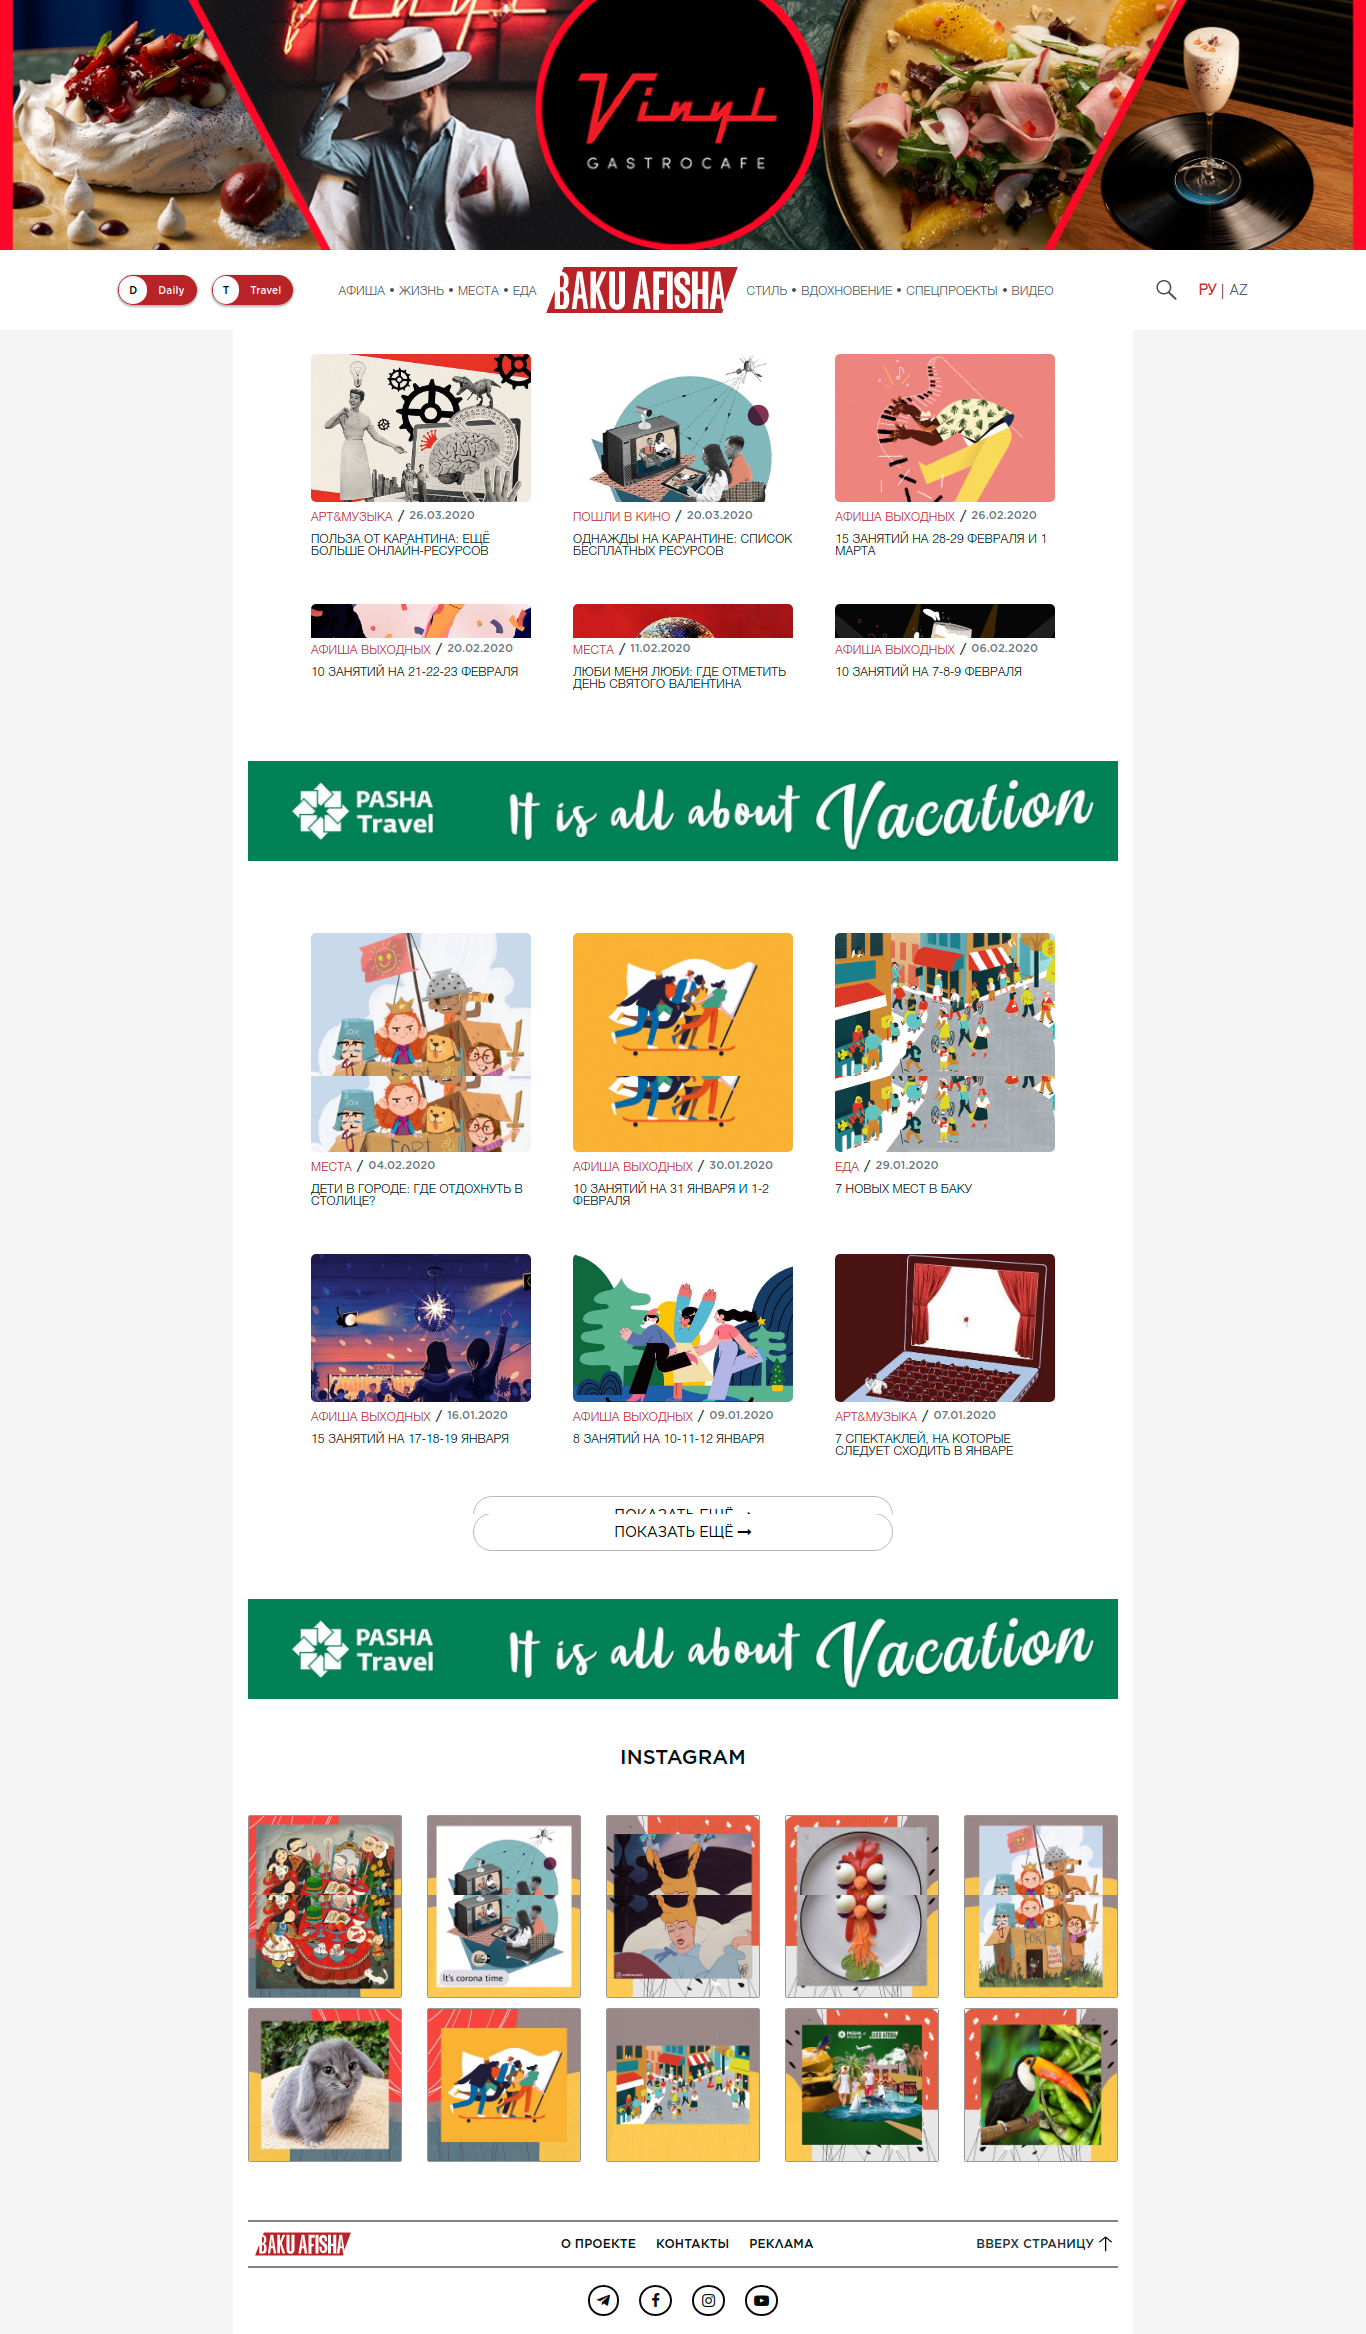 Vinyl
GASTROCAFE
D Daily
T Travel
АФИША • ЖИЗНЬ • МЕСТА • ЕДА
BAKU AFISHA
СТИЛЬ • ВДОХНОВЕНИЕ • СПЕЦПРОЕКТЫ • ВИДЕО
РУ | AZ
АРТ&МУЗЫКА / 26.03.2020
ПОЛЬЗА ОТ КАРАНТИНА: ЕЩЁ
БОЛЬШЕ ОНЛАЙН-РЕСУРСОВ
ПОШЛИ В КИНО / 20.03.2020
ОДНАЖДЫ НА КАРАНТИНЕ: СПИСОК
БЕСПЛАТНЫХ РЕСУРСОВ
АФИША ВЫХОДНЫХ / 26.02.2020
15 ЗАНЯТИЙ НА 28-29 ФЕВРАЛЯ И 1
МАРТА
АФИША ВЫХОДНЫХ / 20.02.2020
10 ЗАНЯТИЙ НА 21-22-23 ФЕВРАЛЯ
МЕСТА / 11.02.2020
ЛЮБИ МЕНЯ ЛЮБИ: ГДЕ ОТМЕТИТЬ
ДЕНЬ СВЯТОГО ВАЛЕНТИНА
АФИША ВЫХОДНЫХ / 06.02.2020
10 ЗАНЯТИЙ НА 7-8-9 ФЕВРАЛЯ
PASHA
Travel
It is all about Vacation
МЕСТА / 04.02.2020
ДЕТИ В ГОРОДЕ: ГДЕ ОТДОХНУТЬ В
СТОЛИЦЕ?
АФИША ВЫХОДНЫХ / 30.01.2020
10 ЗАНЯТИЙ НА 31 ЯНВАРЯ И 1-2
ФЕВРАЛЯ
ЕДА / 29.01.2020
7 НОВЫХ МЕСТ В БАКУ
АФИША ВЫХОДНЫХ / 16.01.2020
15 ЗАНЯТИЙ НА 17-18-19 ЯНВАРЯ
АФИША ВЫХОДНЫХ / 09.01.2020
8 ЗАНЯТИЙ НА 10-11-12 ЯНВАРЯ
АРТ&МУЗЫКА / 07.01.2020
7 СПЕКТАКЛЕЙ, НА КОТОРЫЕ
СЛЕДУЕТ СХОДИТЬ В ЯНВАРЕ
ПОКАЗАТЬ ЕЩЁ
ПОКАЗАТЬ ЕЩЁ
PASHA
Travel
It is all about Vacation
INSTAGRAM
It's corona time
FORT
BAKU AFISHA
О ПРОЕКТЕ
КОНТАКТЫ
РЕКЛАМА
ВВЕРХ СТРАНИЦУ